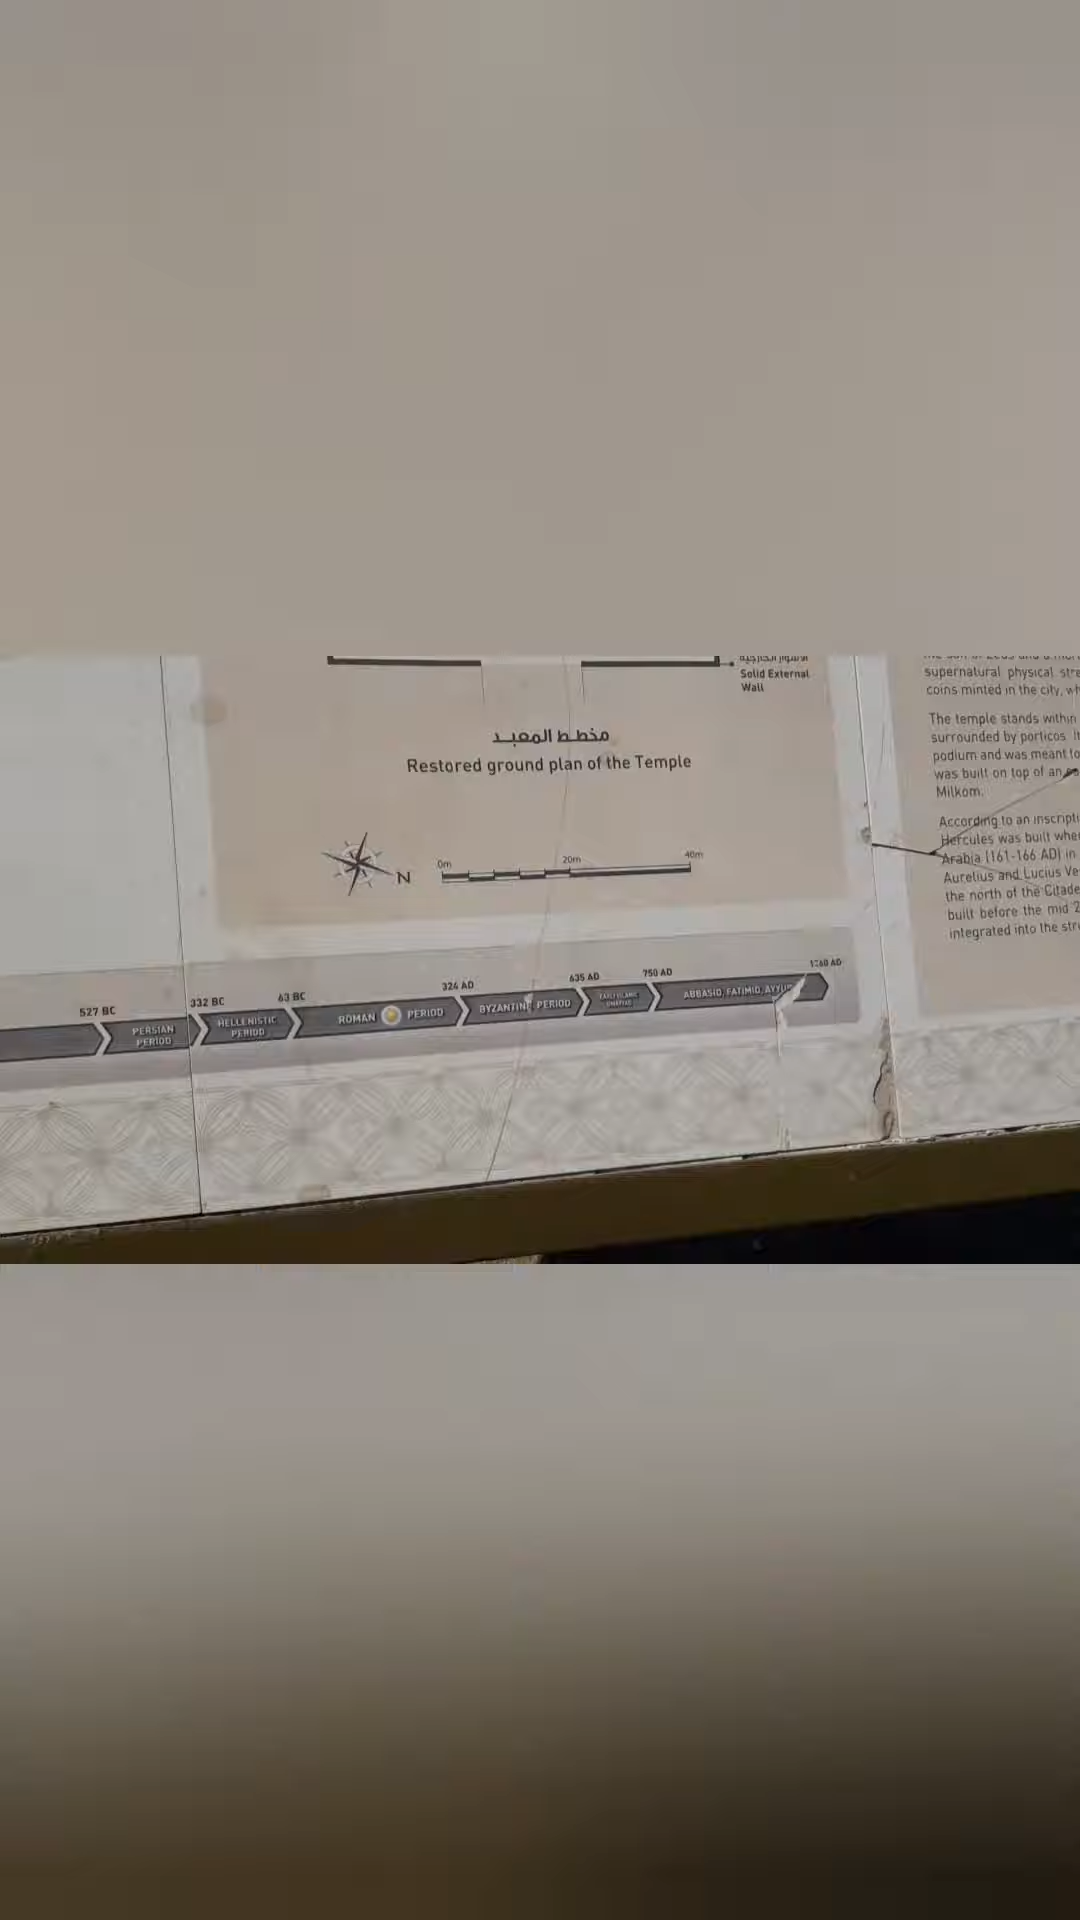 الأسوار الخارجية
Solid External
Wall
مخطط المعبد
Restored ground plan of the Temple
N
0m 20m 40m
527 BC 332 BC 63 BC 324 AD 635 AD 750 AD
PERSIAN
PERIOD
HELLENISTIC
PERIOD
ROMAN PERIOD
BYZANTINE PERIOD
EARLY ISLAMIC
ABBASID, FATIMID,
supernatural physical
coins minted in the city,
The temple stands within
surrounded by porticos.
podium and was meant to
was built on top of an
Milkom.
According to an
Hercules was built
Arabia (161-166 AD) in
Aurelius and Lucius
the north of the
built before the mid
integrated into the